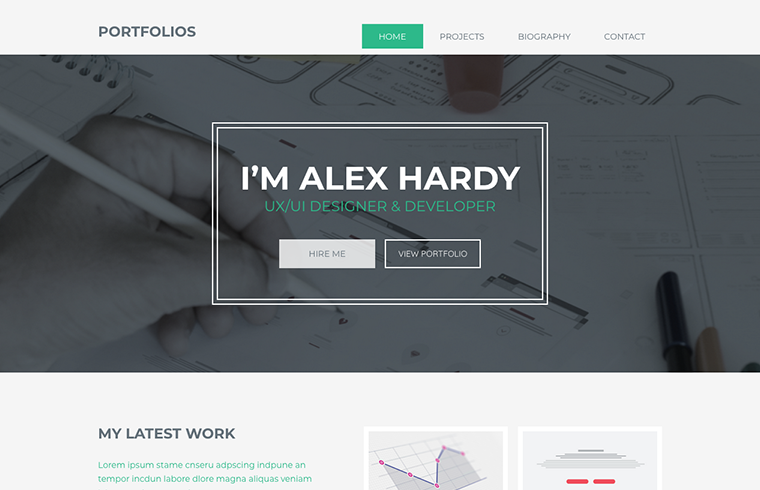 PORTFOLIOS
HOME PROJECTS BIOGRAPHY CONTACT
I'M ALEX HARDY
UX/UI DESIGNER & DEVELOPER
HIRE ME VIEW PORTFOLIO
MY LATEST WORK
Lorem ipsum stame cnseru adpscing indpune an
tempor incdun labore dlore magna aliquas veniam